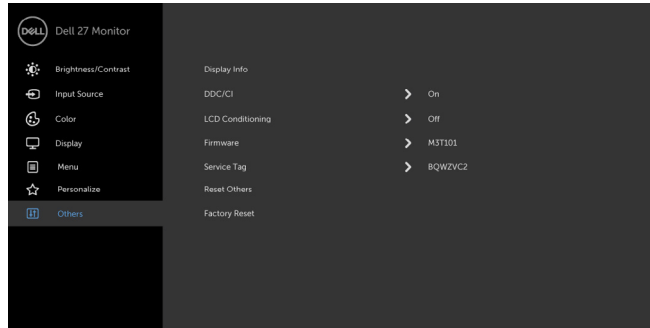 DELL Dell 27 Monitor
Brightness/Contrast
Input Source
Color
Display
Menu
Personalize
Others
Display Info
DDC/CI On
LCD Conditioning Off
Firmware M3T101
Service Tag BQWZVC2
Reset Others
Factory Reset